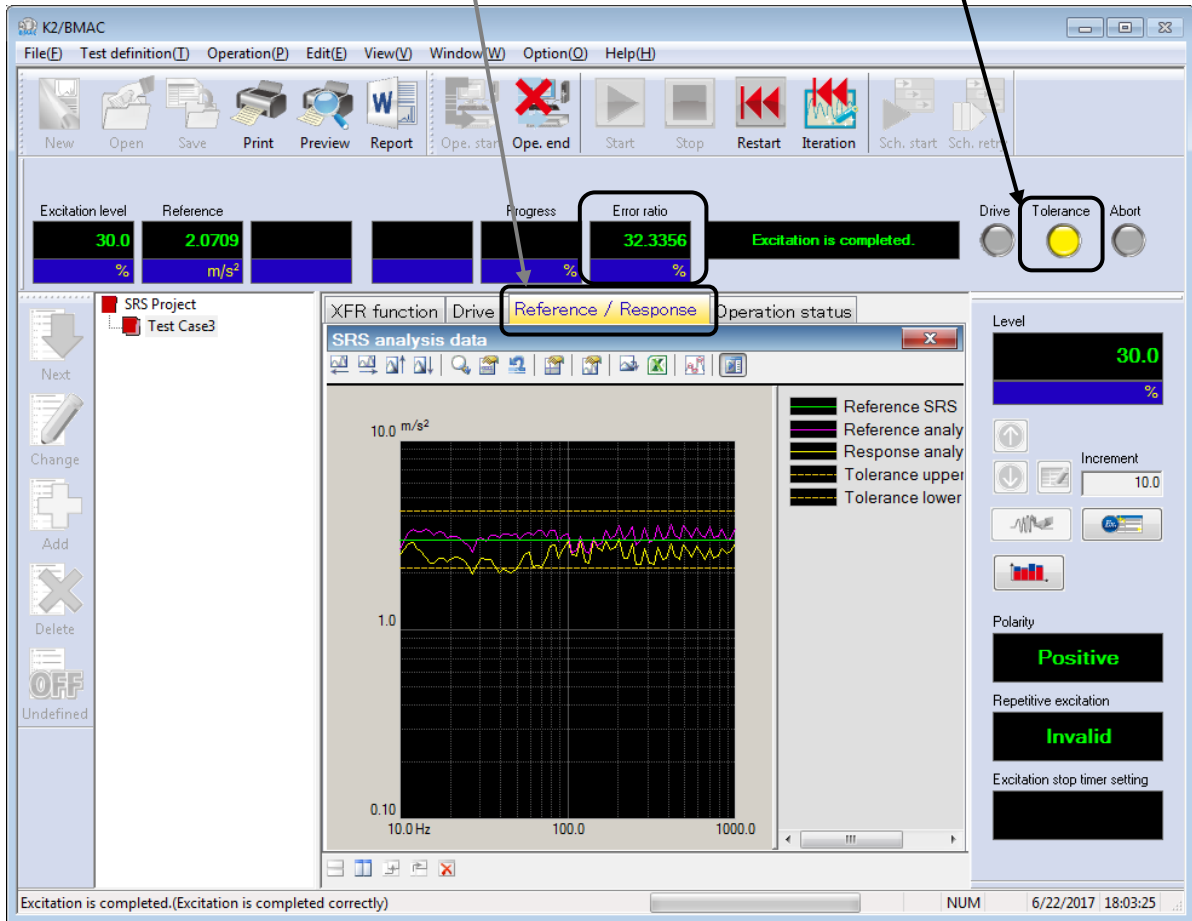 K2/BMAC
File(F) Test definition(T) Operation(P) Edit(E) View(V) Window(W) Option(O) Help(H)
New Open Save Print Preview Report Ope. start Ope. end Start Stop Restart Iteration Sch. start Sch. retry
Excitation level Reference Progress Error ratio Drive Tolerance Abort
30.0 2.0709 32.3356 Excitation is completed.
% m/s² % %
SRS Project
Test Case3
XFR function Drive Reference / Response Operation status
SRS analysis data
Next
Change
Add
Delete
OFF
Undefined
10.0 m/s²
1.0
0.10
10.0 Hz 100.0 1000.0
Reference SRS
Reference analy
Response analy
Tolerance upper
Tolerance lower
Level
30.0
%
Increment
10.0
Polarity
Positive
Repetitive excitation
Invalid
Excitation stop timer setting
Excitation is completed.(Excitation is completed correctly) NUM 6/22/2017 18:03:25